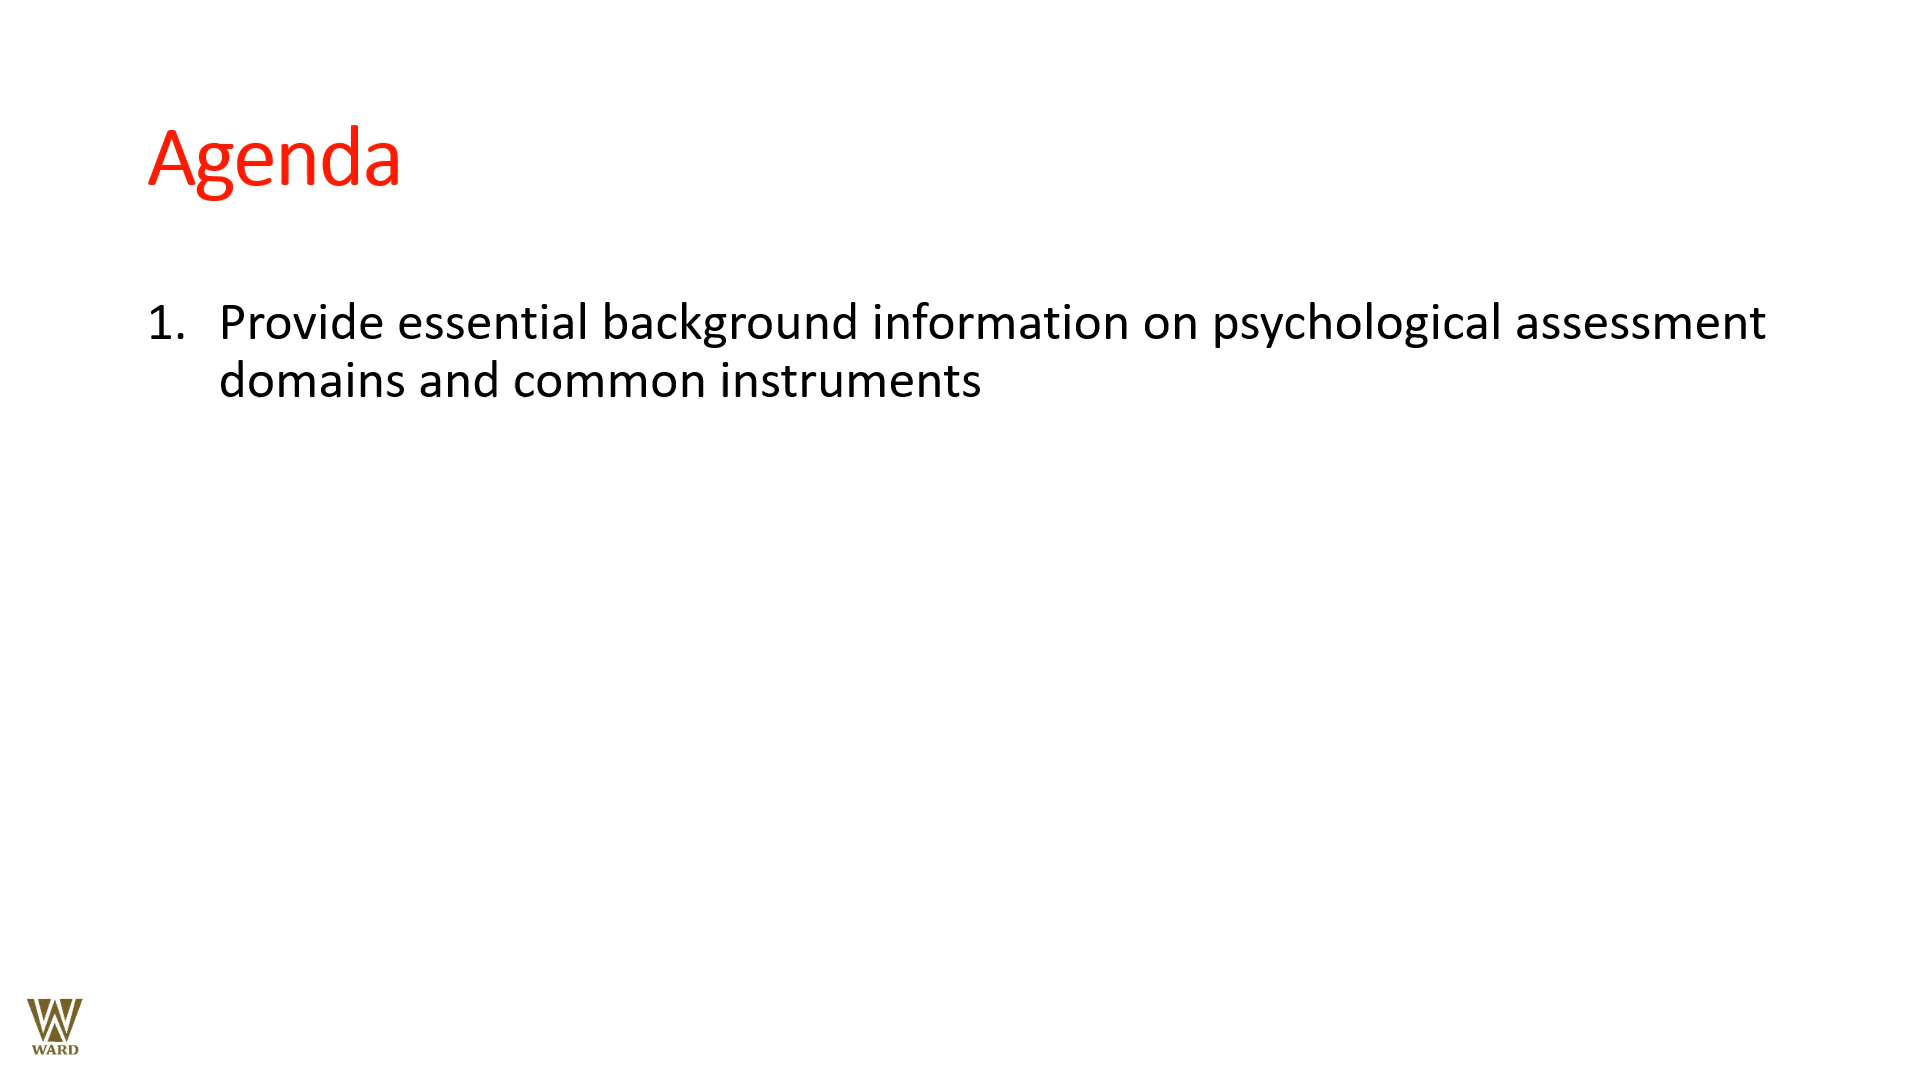 Agenda
1. Provide essential background information on psychological assessment
domains and common instruments
WARD